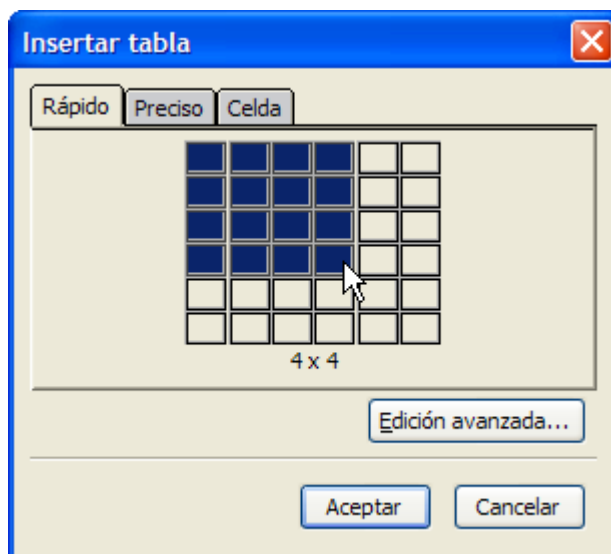 Insertar tabla
Rápido Preciso Celda
4 x 4
Edición avanzada...
Aceptar Cancelar